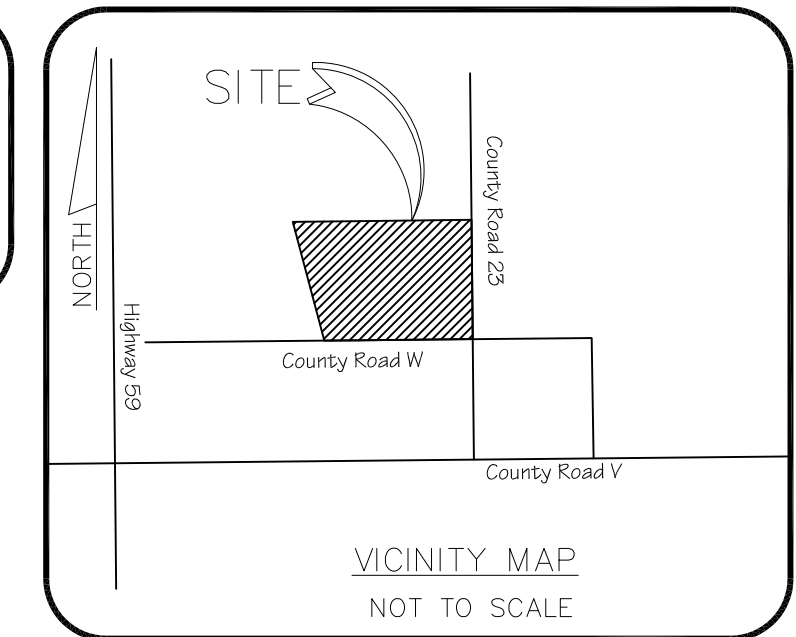 SITE
County Road 23
NORTH
Highway 59
County Road W
County Road V
VICINITY MAP
NOT TO SCALE